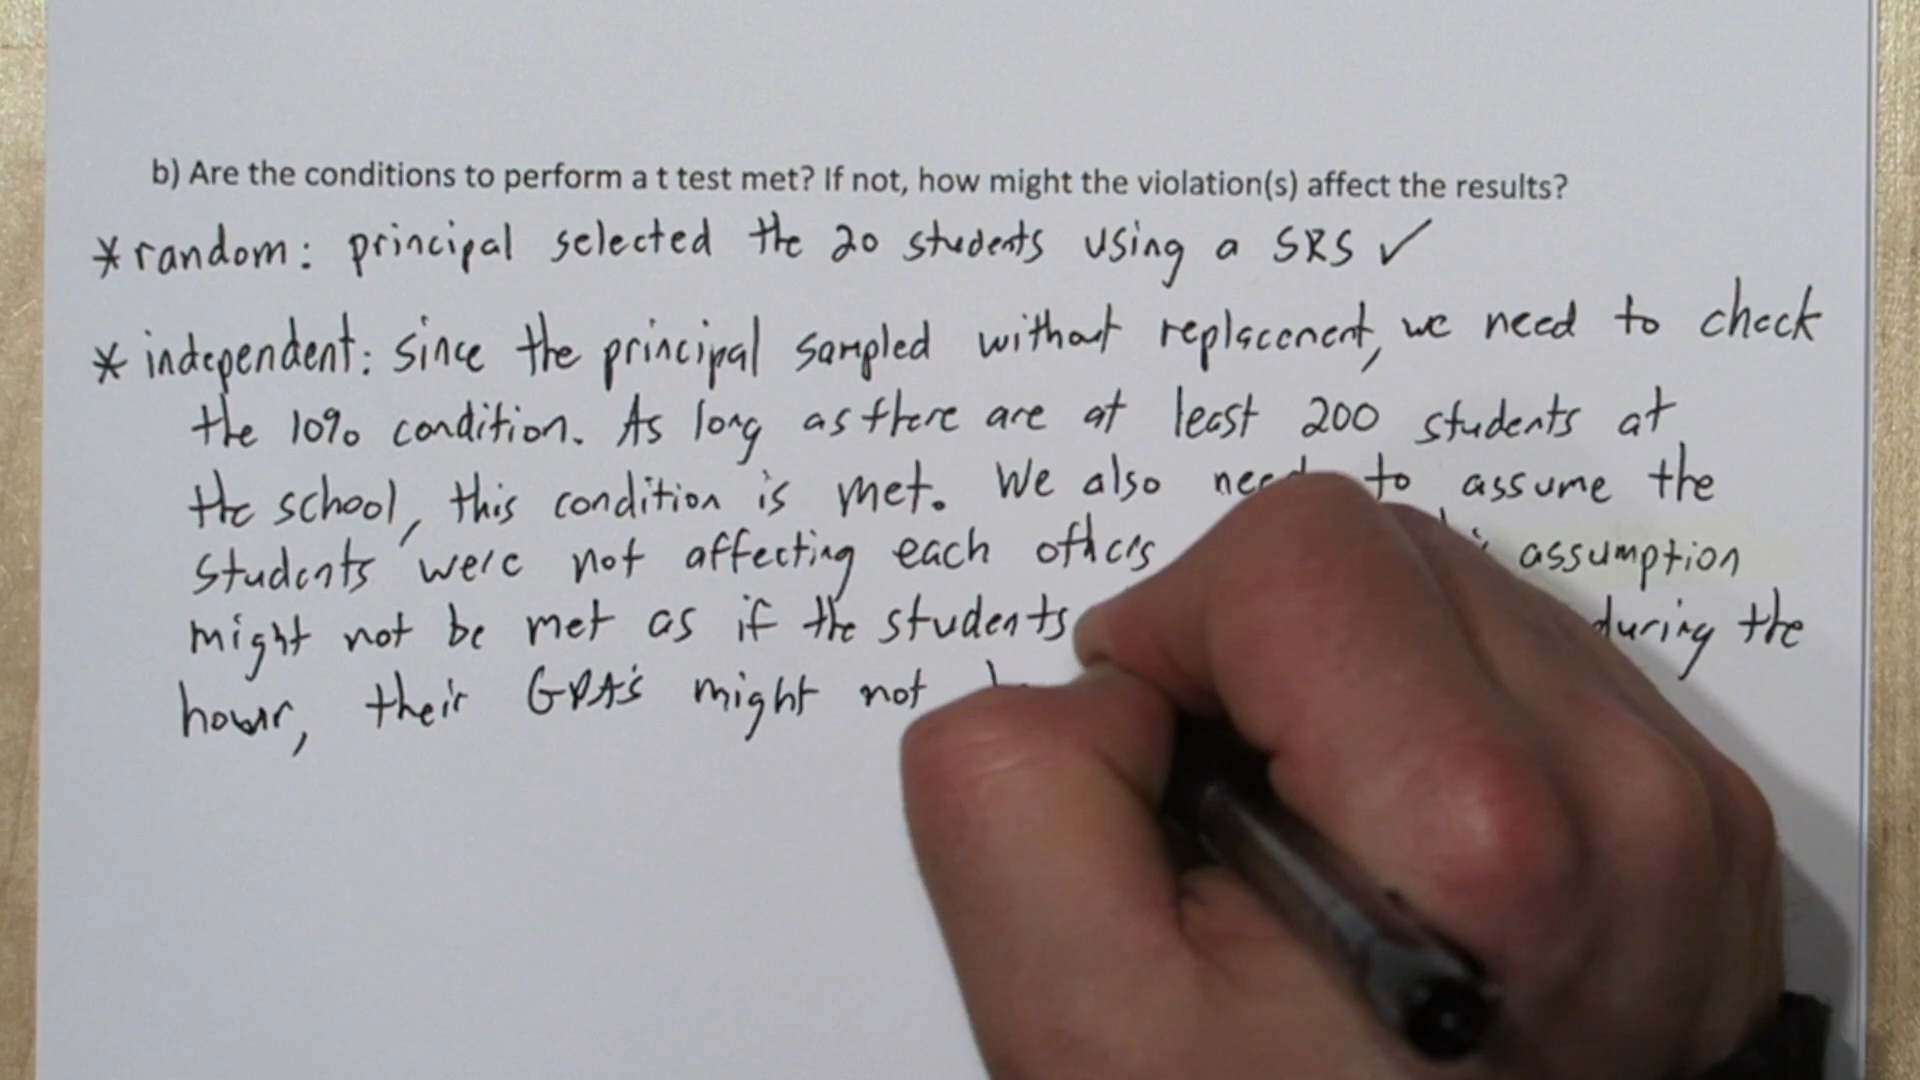 b) Are the conditions to perform a t test met? If not, how might the violation(s) affect the results?
* random: principal selected the 20 students using a SRS ✓
* independent: since the principal sampled without replacement, we need to check
the 10% condition. As long as there are at least 200 students at
the school, this condition is met. We also need to assume the
students were not affecting each others assumption
might not be met as if the students during the
hour, their GPA's might not